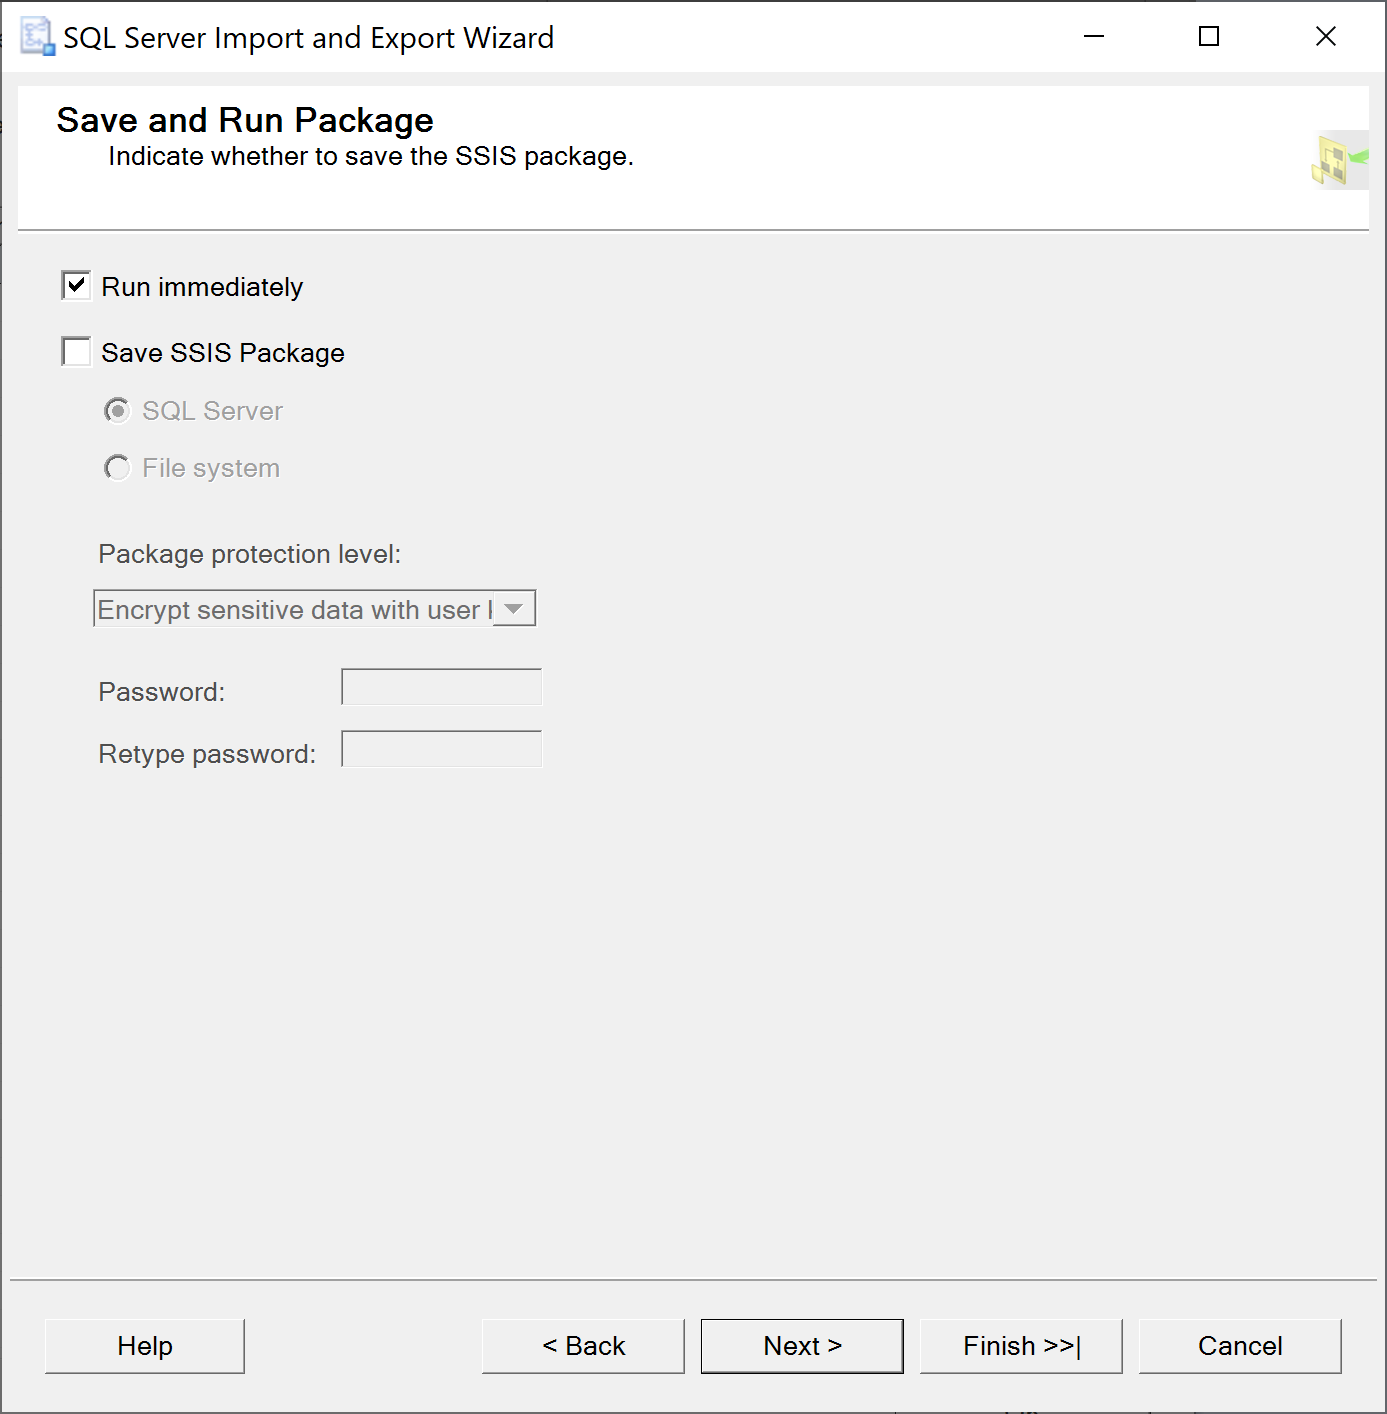 SQL Server Import and Export Wizard
Save and Run Package
Indicate whether to save the SSIS package.
Run immediately
Save SSIS Package
SQL Server
File system
Package protection level:
Encrypt sensitive data with user
Password:
Retype password:
Help
< Back
Next >
Finish >>|
Cancel